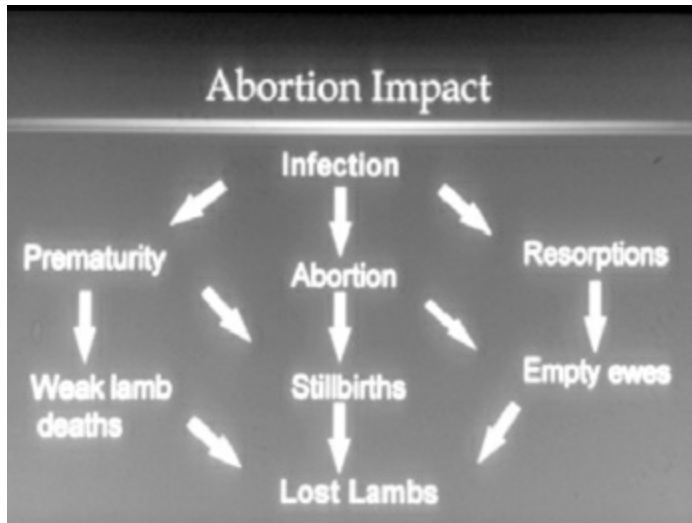 Abortion Impact
Infection
Prematurity
Abortion
Resorptions
Weak lamb
deaths
Stillbirths
Empty ewes
Lost Lambs